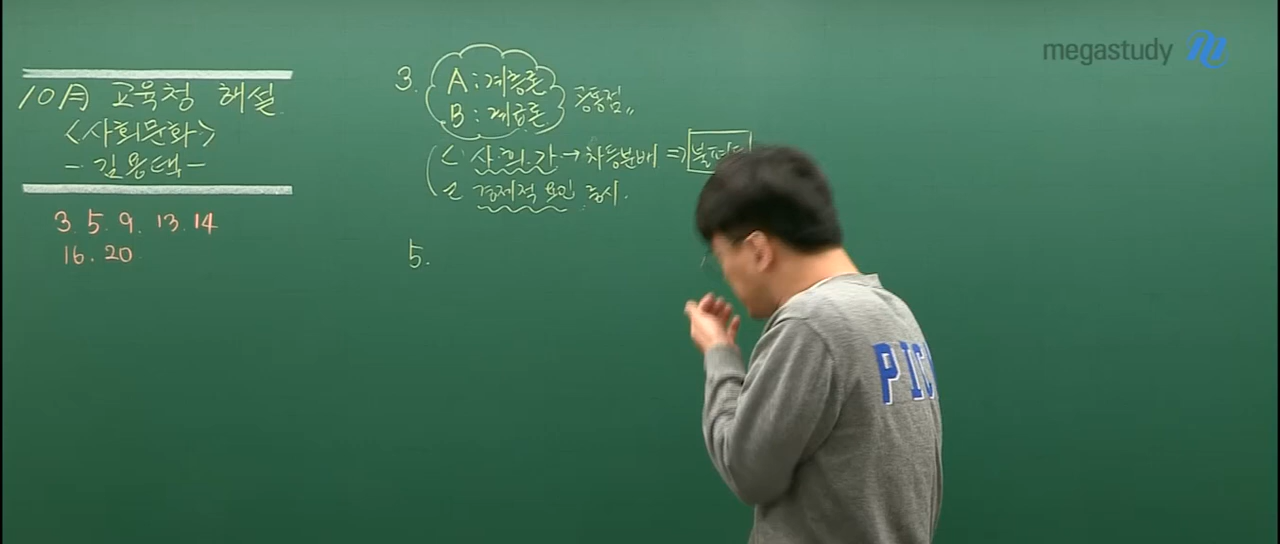 megastudy
10月 교육청 해설
<사회문화>
- 김용택 -
3. 5. 9. 13. 14
16. 20
3. A : 계층론
B : 계급론 공통점
사회 가 → 차등분배 ⇒
경제적 요인 중시.
5.
PIC